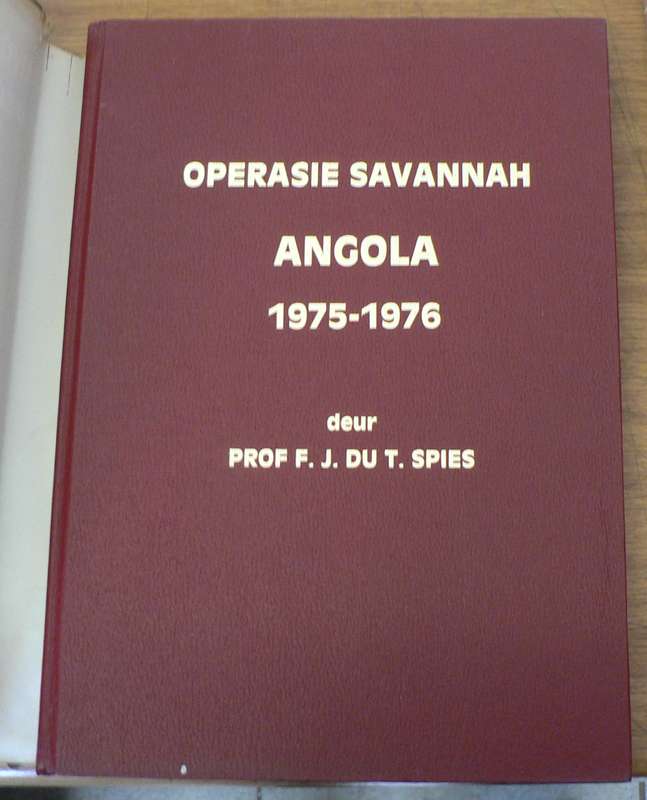 OPERASIE SAVANNAH
ANGOLA
1975-1976
deur
PROF F. J. DU T. SPIES